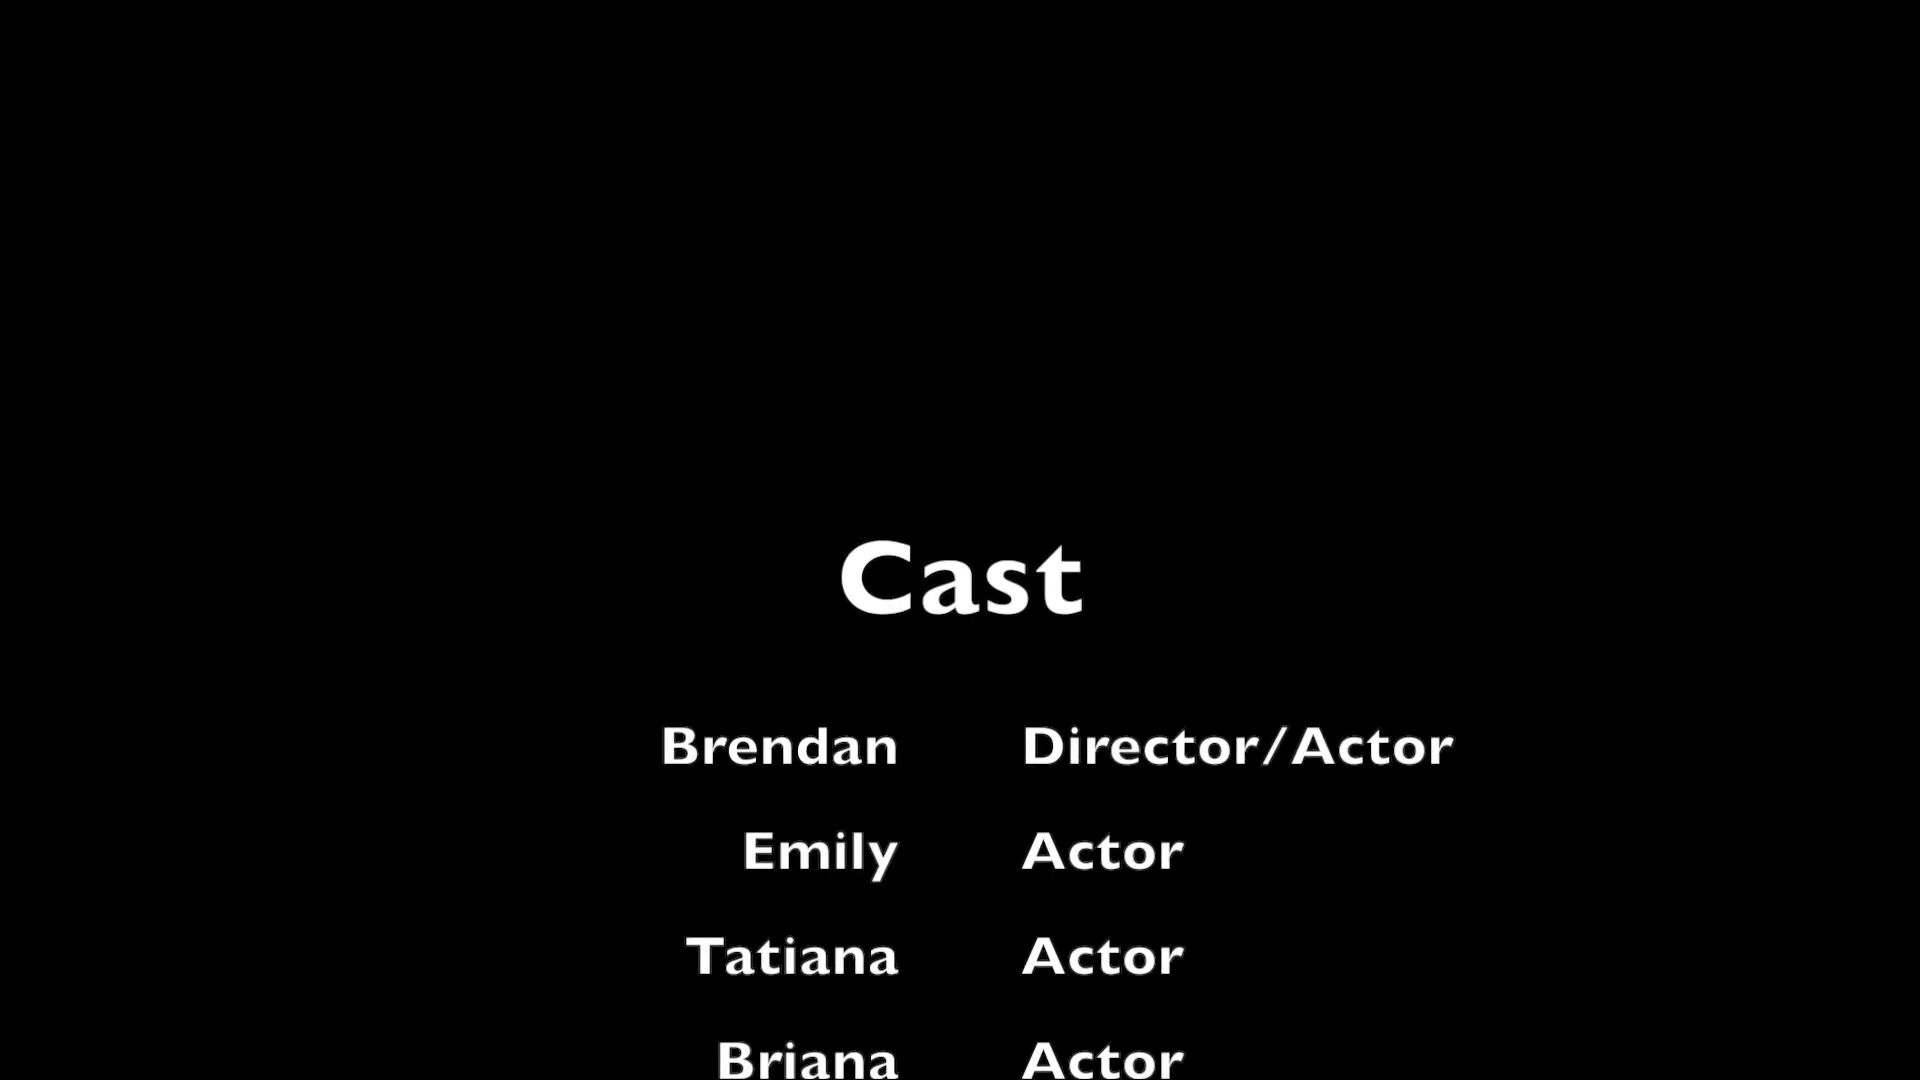 Cast
Brendan Director/Actor
Emily Actor
Tatiana Actor
Briana Actor